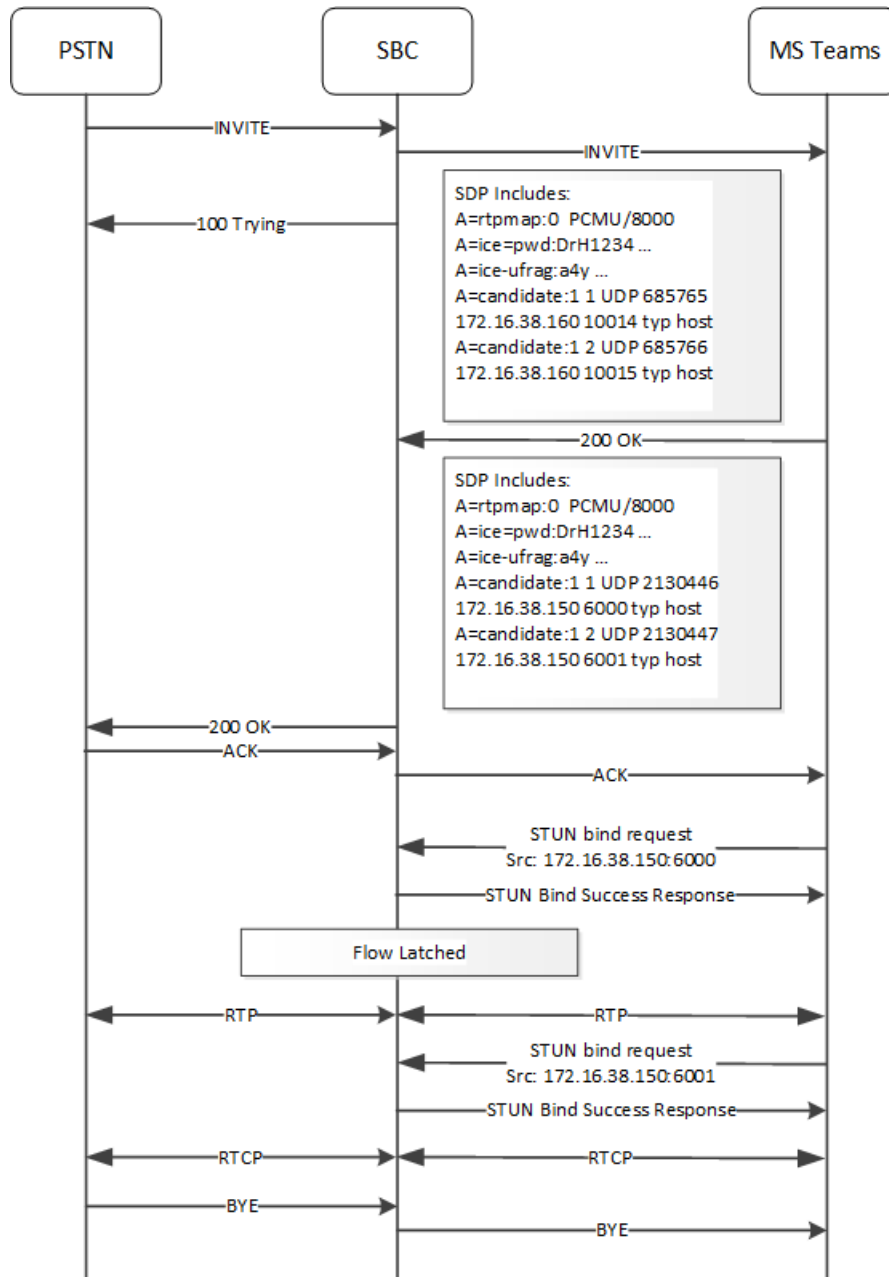 PSTN
SBC
MS Teams
INVITE
INVITE
SDP Includes:
A=rtpmap:0 PCMU/8000
A=ice=pwd:DrH1234 ...
A=ice-ufrag:a4y ...
A=candidate:1 1 UDP 685765
172.16.38.160 10014 typ host
A=candidate:1 2 UDP 685766
172.16.38.160 10015 typ host
100 Trying
200 OK
SDP Includes:
A=rtpmap:0 PCMU/8000
A=ice=pwd:DrH1234 ...
A=ice-ufrag:a4y ...
A=candidate:1 1 UDP 2130446
172.16.38.150 6000 typ host
A=candidate:1 2 UDP 2130447
172.16.38.150 6001 typ host
200 OK
ACK
ACK
STUN bind request
Src: 172.16.38.150:6000
STUN Bind Success Response
Flow Latched
RTP
RTP
STUN bind request
Src: 172.16.38.150:6001
STUN Bind Success Response
RTCP
RTCP
BYE
BYE